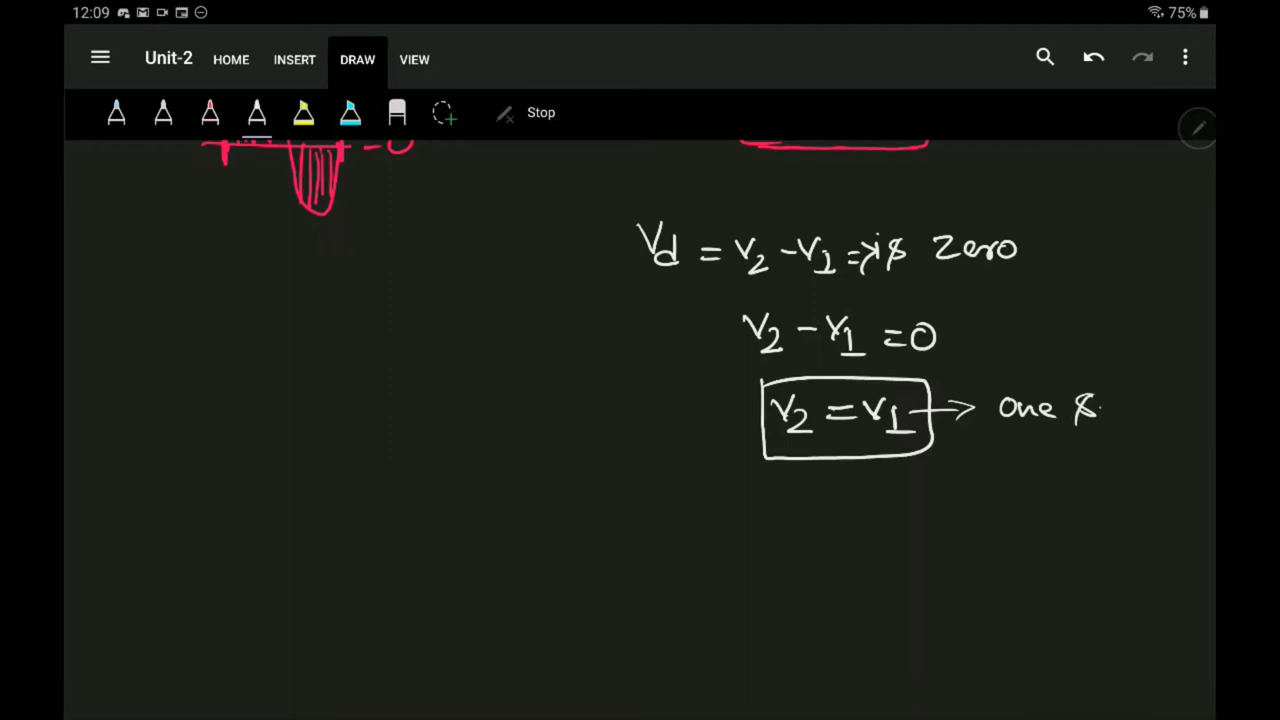 12:09 75%
Unit-2 HOME INSERT DRAW VIEW
Stop
- 0
Vd = V2 - V1 => is Zero
V2 - V1 = 0
V2 = V1 → One